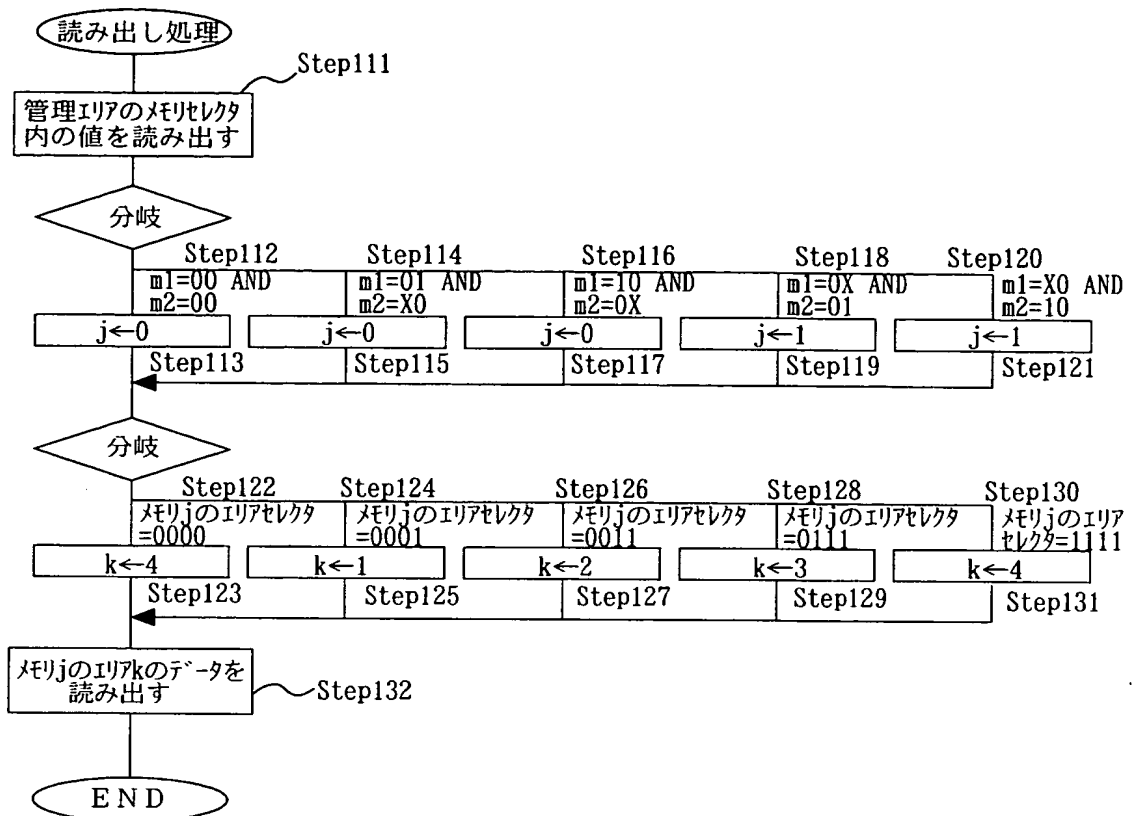 読み出し処理
Step111
管理エリアのメモリセレクタ
内の値を読み出す
分岐
Step112
Step114
Step116
Step118
Step120
m1=00 AND
m2=00
m1=01 AND
m2=X0
m1=10 AND
m2=0X
m1=0X AND
m2=01
m1=X0 AND
m2=10
j←0
j←0
j←0
j←1
j←1
Step113
Step115
Step117
Step119
Step121
分岐
Step122
Step124
Step126
Step128
Step130
メモリjのエリアセレクタ
=0000
メモリjのエリアセレクタ
=0001
メモリjのエリアセレクタ
=0011
メモリjのエリアセレクタ
=0111
メモリjのエリア
セレクタ=1111
k←4
k←1
k←2
k←3
k←4
Step123
Step125
Step127
Step129
Step131
メモリjのエリアkのデータを
読み出す
Step132
END